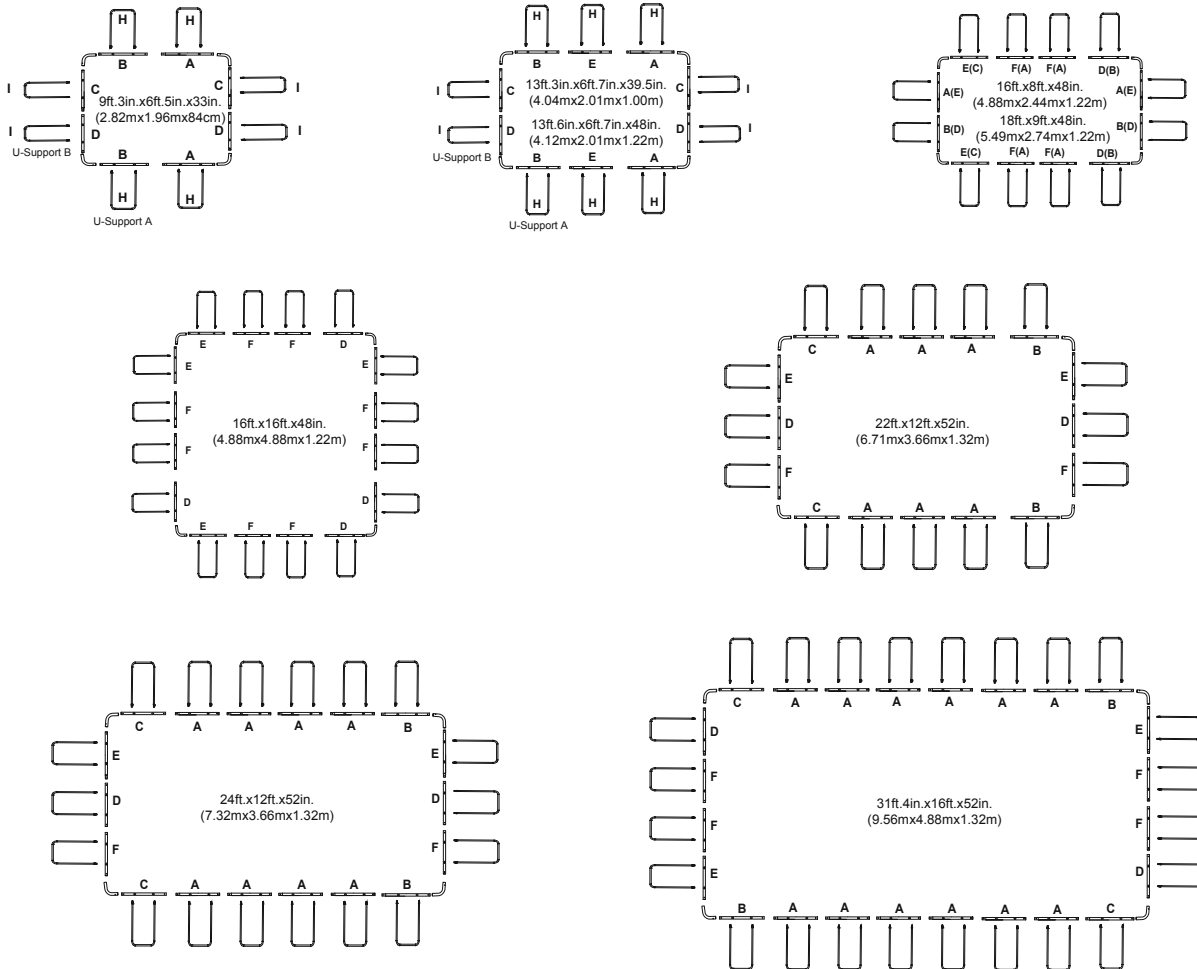 H H
B A
I C C I
9ft.3in.x6ft.5in.x33in.
(2.82mx1.96mx84cm)
I D D I
U-Support B
B A
H H
U-Support A
H H H
B E A
I C C I
13ft.3in.x6ft.7in.x39.5in.
(4.04mx2.01mx1.00m)
I D D I
13ft.6in.x6ft.7in.x48in.
(4.12mx2.01mx1.22m)
U-Support B
B E A
H H H
U-Support A
E(C) F(A) F(A) D(B)
16ft.x8ft.x48in.
A(E) A(E)
(4.88mx2.44mx1.22m)
18ft.x9ft.x48in.
B(D) B(D)
(5.49mx2.74mx1.22m)
E(C) F(A) F(A) D(B)
E F F D
E E
F F
16ft.x16ft.x48in.
(4.88mx4.88mx1.22m)
F F
D D
E F F D
C A A A B
E E
22ft.x12ft.x52in.
D D
(6.71mx3.66mx1.32m)
F F
C A A A B
C A A A A B
E E
24ft.x12ft.x52in.
D D
(7.32mx3.66mx1.32m)
F F
C A A A A B
C A A A A A A B
D E
F F
31ft.4in.x16ft.x52in.
(9.56mx4.88mx1.32m)
F F
E D
B A A A A A A C